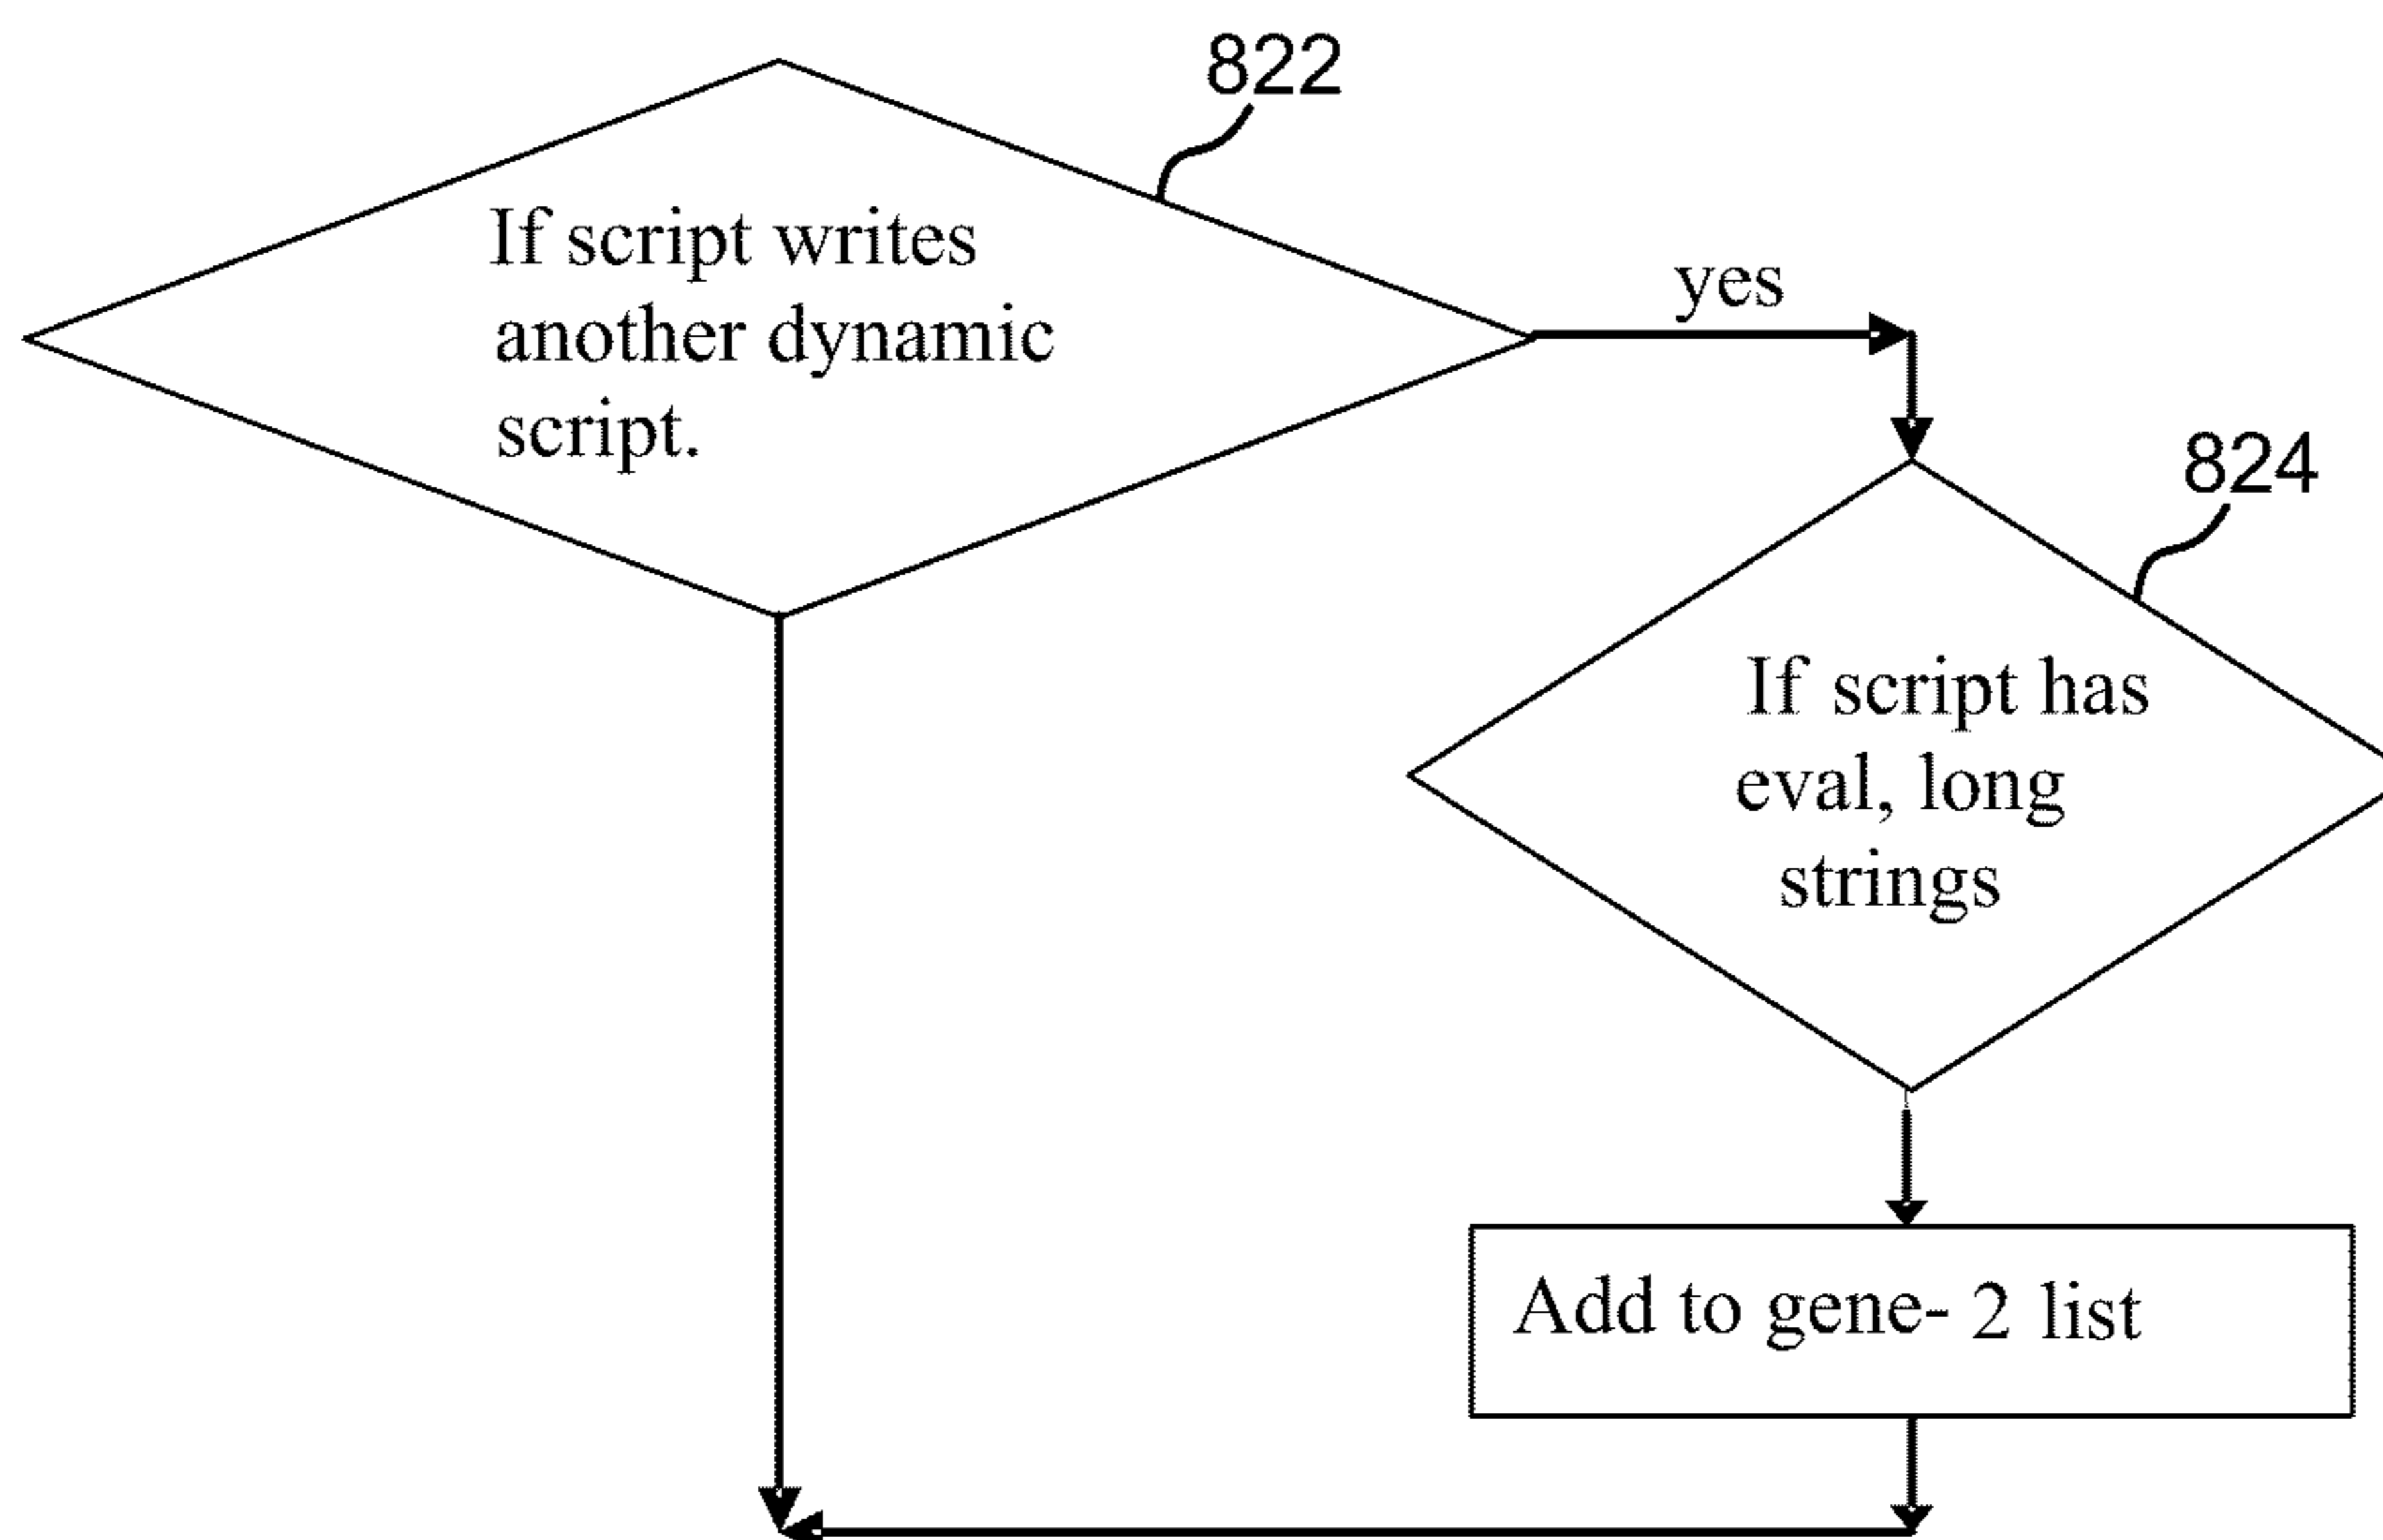 822
If script writes
another dynamic
script.
yes
824
If script has
eval, long
strings
Add to gene- 2 list